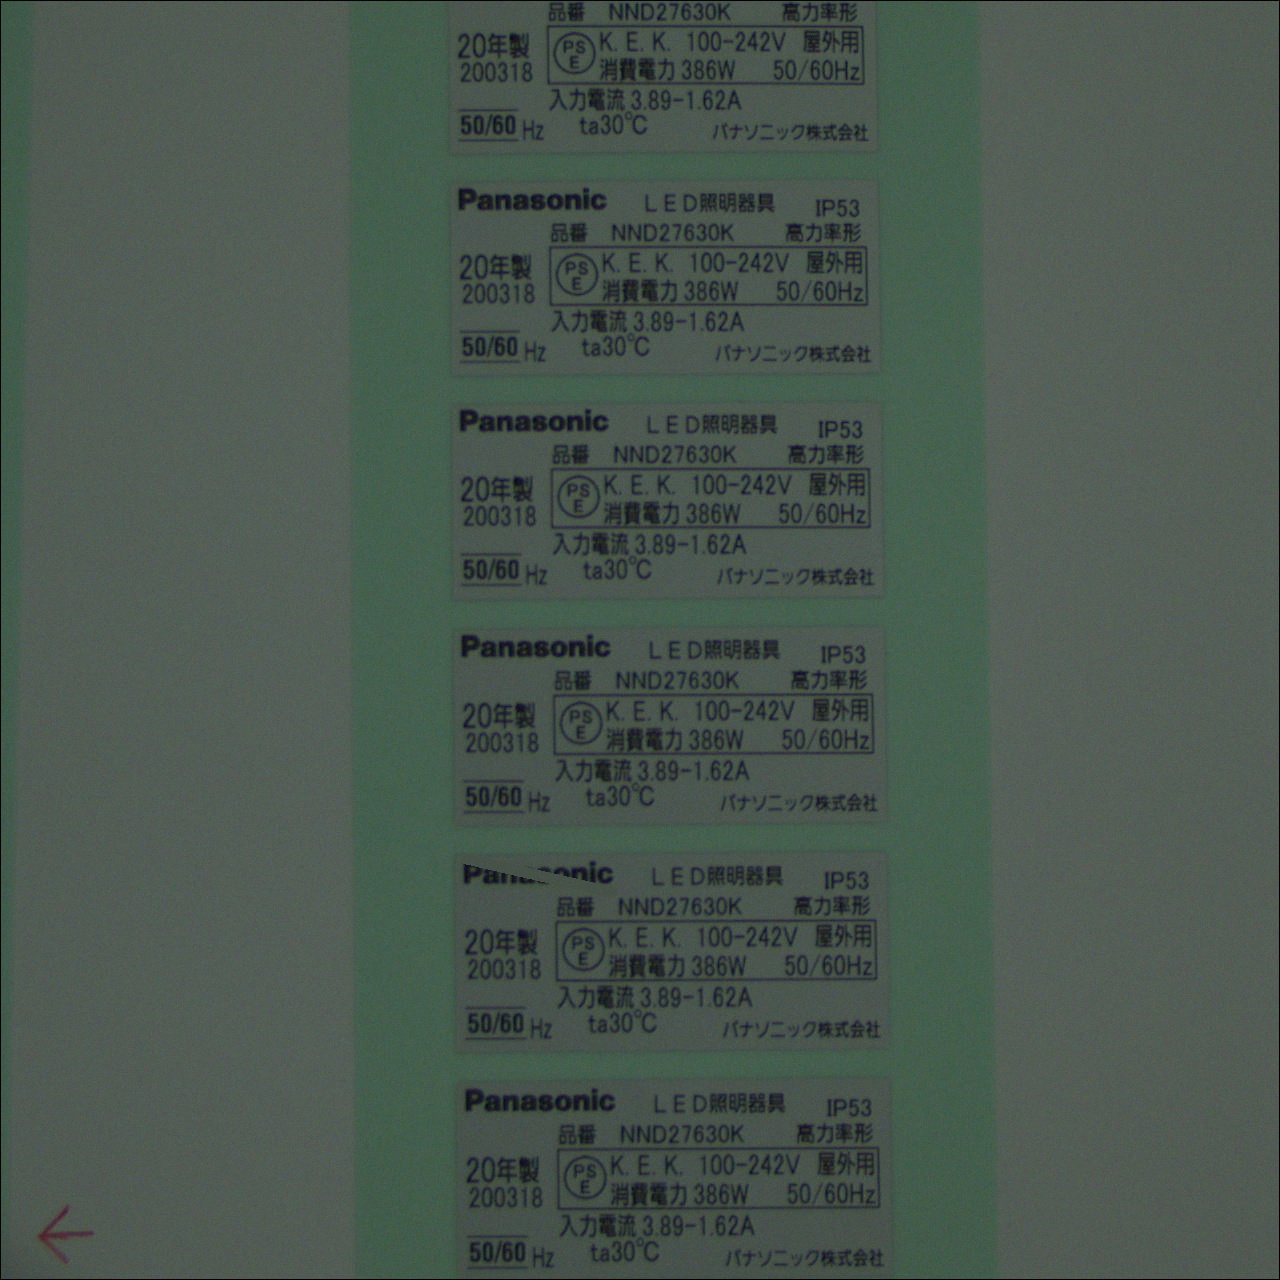 品番 NND27630K 高力率形
20年製 PS E K. E. K. 100-242V 屋外用
200318 消費電力 386W 50/60Hz
入力電流 3.89-1.62A
50/60 Hz ta30℃ パナソニック株式会社
Panasonic LED照明器具 IP53
品番 NND27630K 高力率形
20年製 PS E K. E. K. 100-242V 屋外用
200318 消費電力 386W 50/60Hz
入力電流 3.89-1.62A
50/60 Hz ta30℃ パナソニック株式会社
Panasonic LED照明器具 IP53
品番 NND27630K 高力率形
20年製 PS E K. E. K. 100-242V 屋外用
200318 消費電力 386W 50/60Hz
入力電流 3.89-1.62A
50/60 Hz ta30℃ パナソニック株式会社
Panasonic LED照明器具 IP53
品番 NND27630K 高力率形
20年製 PS E K. E. K. 100-242V 屋外用
200318 消費電力 386W 50/60Hz
入力電流 3.89-1.62A
50/60 Hz ta30℃ パナソニック株式会社
Panasonic LED照明器具 IP53
品番 NND27630K 高力率形
20年製 PS E K. E. K. 100-242V 屋外用
200318 消費電力 386W 50/60Hz
入力電流 3.89-1.62A
50/60 Hz ta30℃ パナソニック株式会社
Panasonic LED照明器具 IP53
品番 NND27630K 高力率形
20年製 PS E K. E. K. 100-242V 屋外用
200318 消費電力 386W 50/60Hz
入力電流 3.89-1.62A
50/60 Hz ta30℃ パナソニック株式会社